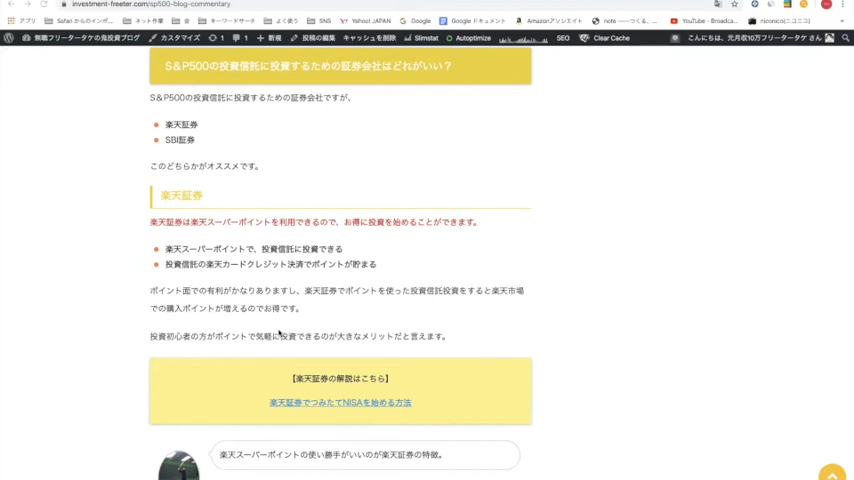 investment-freeter.com/sp500-blog-commentary
アプリ Safari からのインポ... ネット作業 会 キーワードサーチ よく使う SNS Yahoo! JAPAN Google Google ドキュメント Amazonアソシエイト note ――つくる、... YouTube - Broadca... niconico(ニコニコ)
無職フリータータケの鬼投資ブログ カスタマイズ 1 1 新規 投稿の編集 キャッシュを削除 Slimstat Autoptimize SEO Clear Cache こんにちは、元月収10万フリータータケ さん
S&P500の投資信託に投資するための証券会社はどれがいい？
S&P500の投資信託に投資するための証券会社ですが、
楽天証券
SBI証券
このどちらかがオススメです。
楽天証券
楽天証券は楽天スーパーポイントを利用できるので、お得に投資を始めることができます。
楽天スーパーポイントで、投資信託に投資できる
投資信託の楽天カードクレジット決済でポイントが貯まる
ポイント面での有利がかなりありますし、楽天証券でポイントを使った投資信託投資をすると楽天市場
での購入ポイントが増えるのでお得です。
投資初心者の方がポイントで気軽に投資できるのが大きなメリットだと言えます。
【楽天証券の解説はこちら】
楽天証券でつみたてNISAを始める方法
楽天スーパーポイントの使い勝手がいいのが楽天証券の特徴。